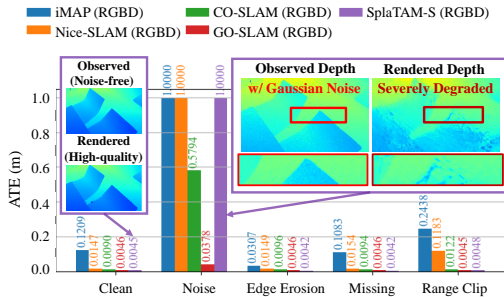 iMAP (RGBD)
Nice-SLAM (RGBD)
CO-SLAM (RGBD)
GO-SLAM (RGBD)
SplaTAM-S (RGBD)
ATE (m)
1.0
0.8
0.6
0.4
0.2
0.0
Observed
(Noise-free)
Rendered
(High-quality)
Observed Depth
w/ Gaussian Noise
Rendered Depth
Severely Degraded
0.1209
0.0147
0.0090
0.0046
0.0045
1.0000
1.0000
0.5794
0.0378
1.0000
0.0307
0.0149
0.0096
0.0046
0.0042
0.1083
0.0154
0.0094
0.0046
0.0042
0.2438
0.1183
0.0122
0.0045
0.0048
Clean
Noise
Edge Erosion
Missing
Range Clip